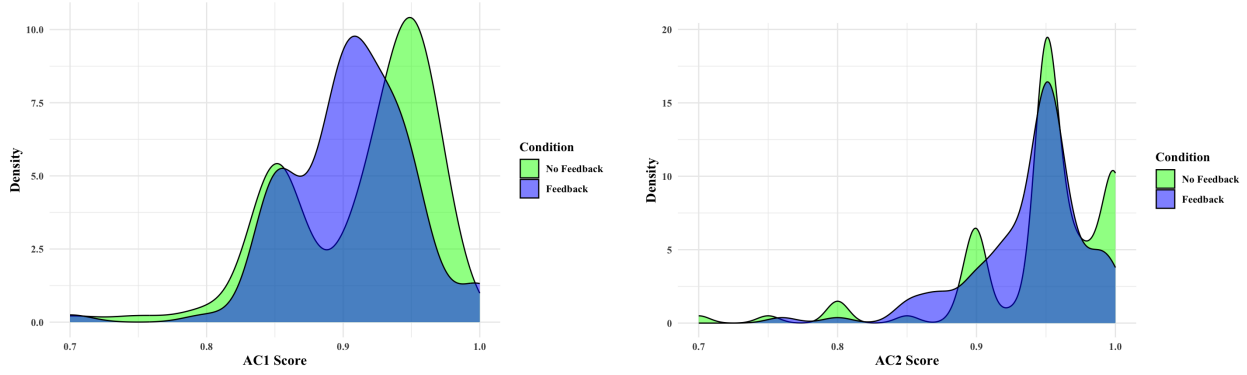 10.0
7.5
5.0
2.5
0.0
Density
0.7 0.8 0.9 1.0
AC1 Score
Condition
No Feedback
Feedback
20
15
10
5
0
Density
0.7 0.8 0.9 1.0
AC2 Score
Condition
No Feedback
Feedback